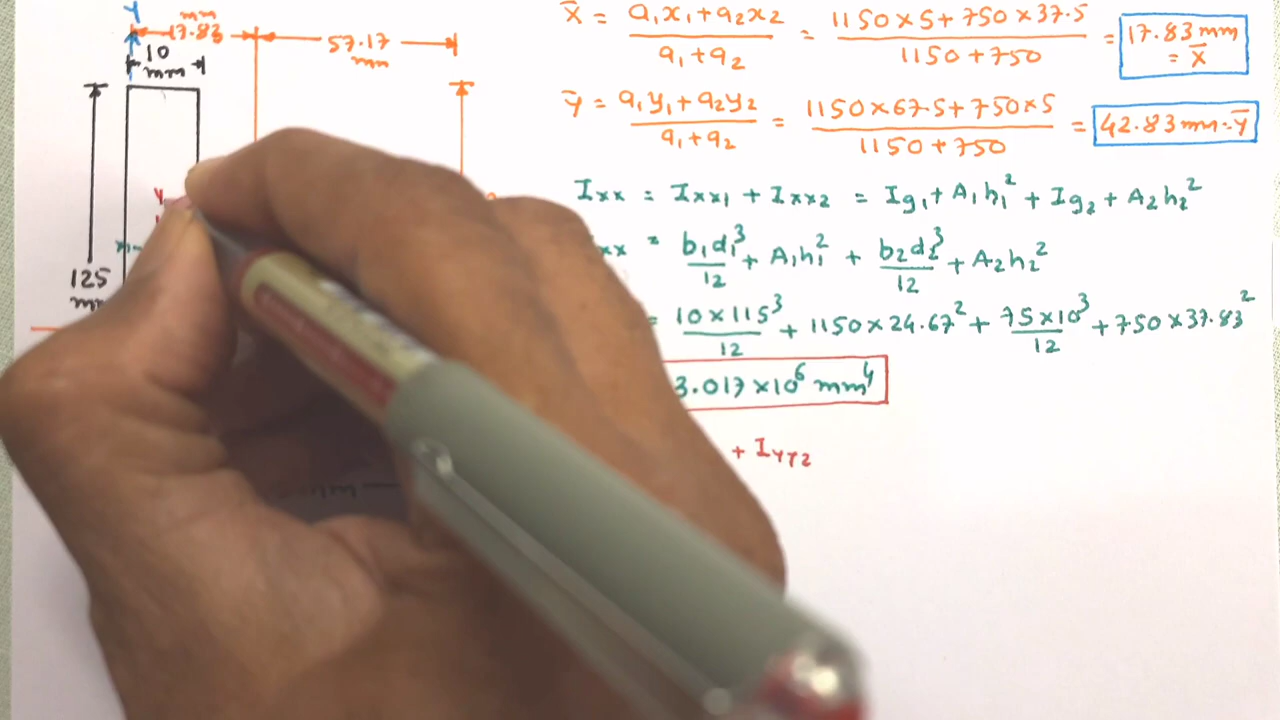 Y
mm
17.83
57.17
mm
10
mm
125
mm
Y
X̄ = a₁x₁+a₂x₂ / a₁+a₂ = 1150×5+750×37.5 / 1150+750 = 17.83 mm = X̄
ȳ = a₁y₁+a₂y₂ / a₁+a₂ = 1150×67.5+750×5 / 1150+750 = 42.83 mm = Ȳ
Ixx = Ixx₁ + Ixx₂ = Ig₁ + A₁h₁² + Ig₂ + A₂h₂²
xx = b₁d₁³/12 + A₁h₁² + b₂d₂³/12 + A₂h₂²
= 10×115³/12 + 1150×24.67² + 75×10³/12 + 750×37.83²
3.017×10⁶ mm⁴
+ Iyy2